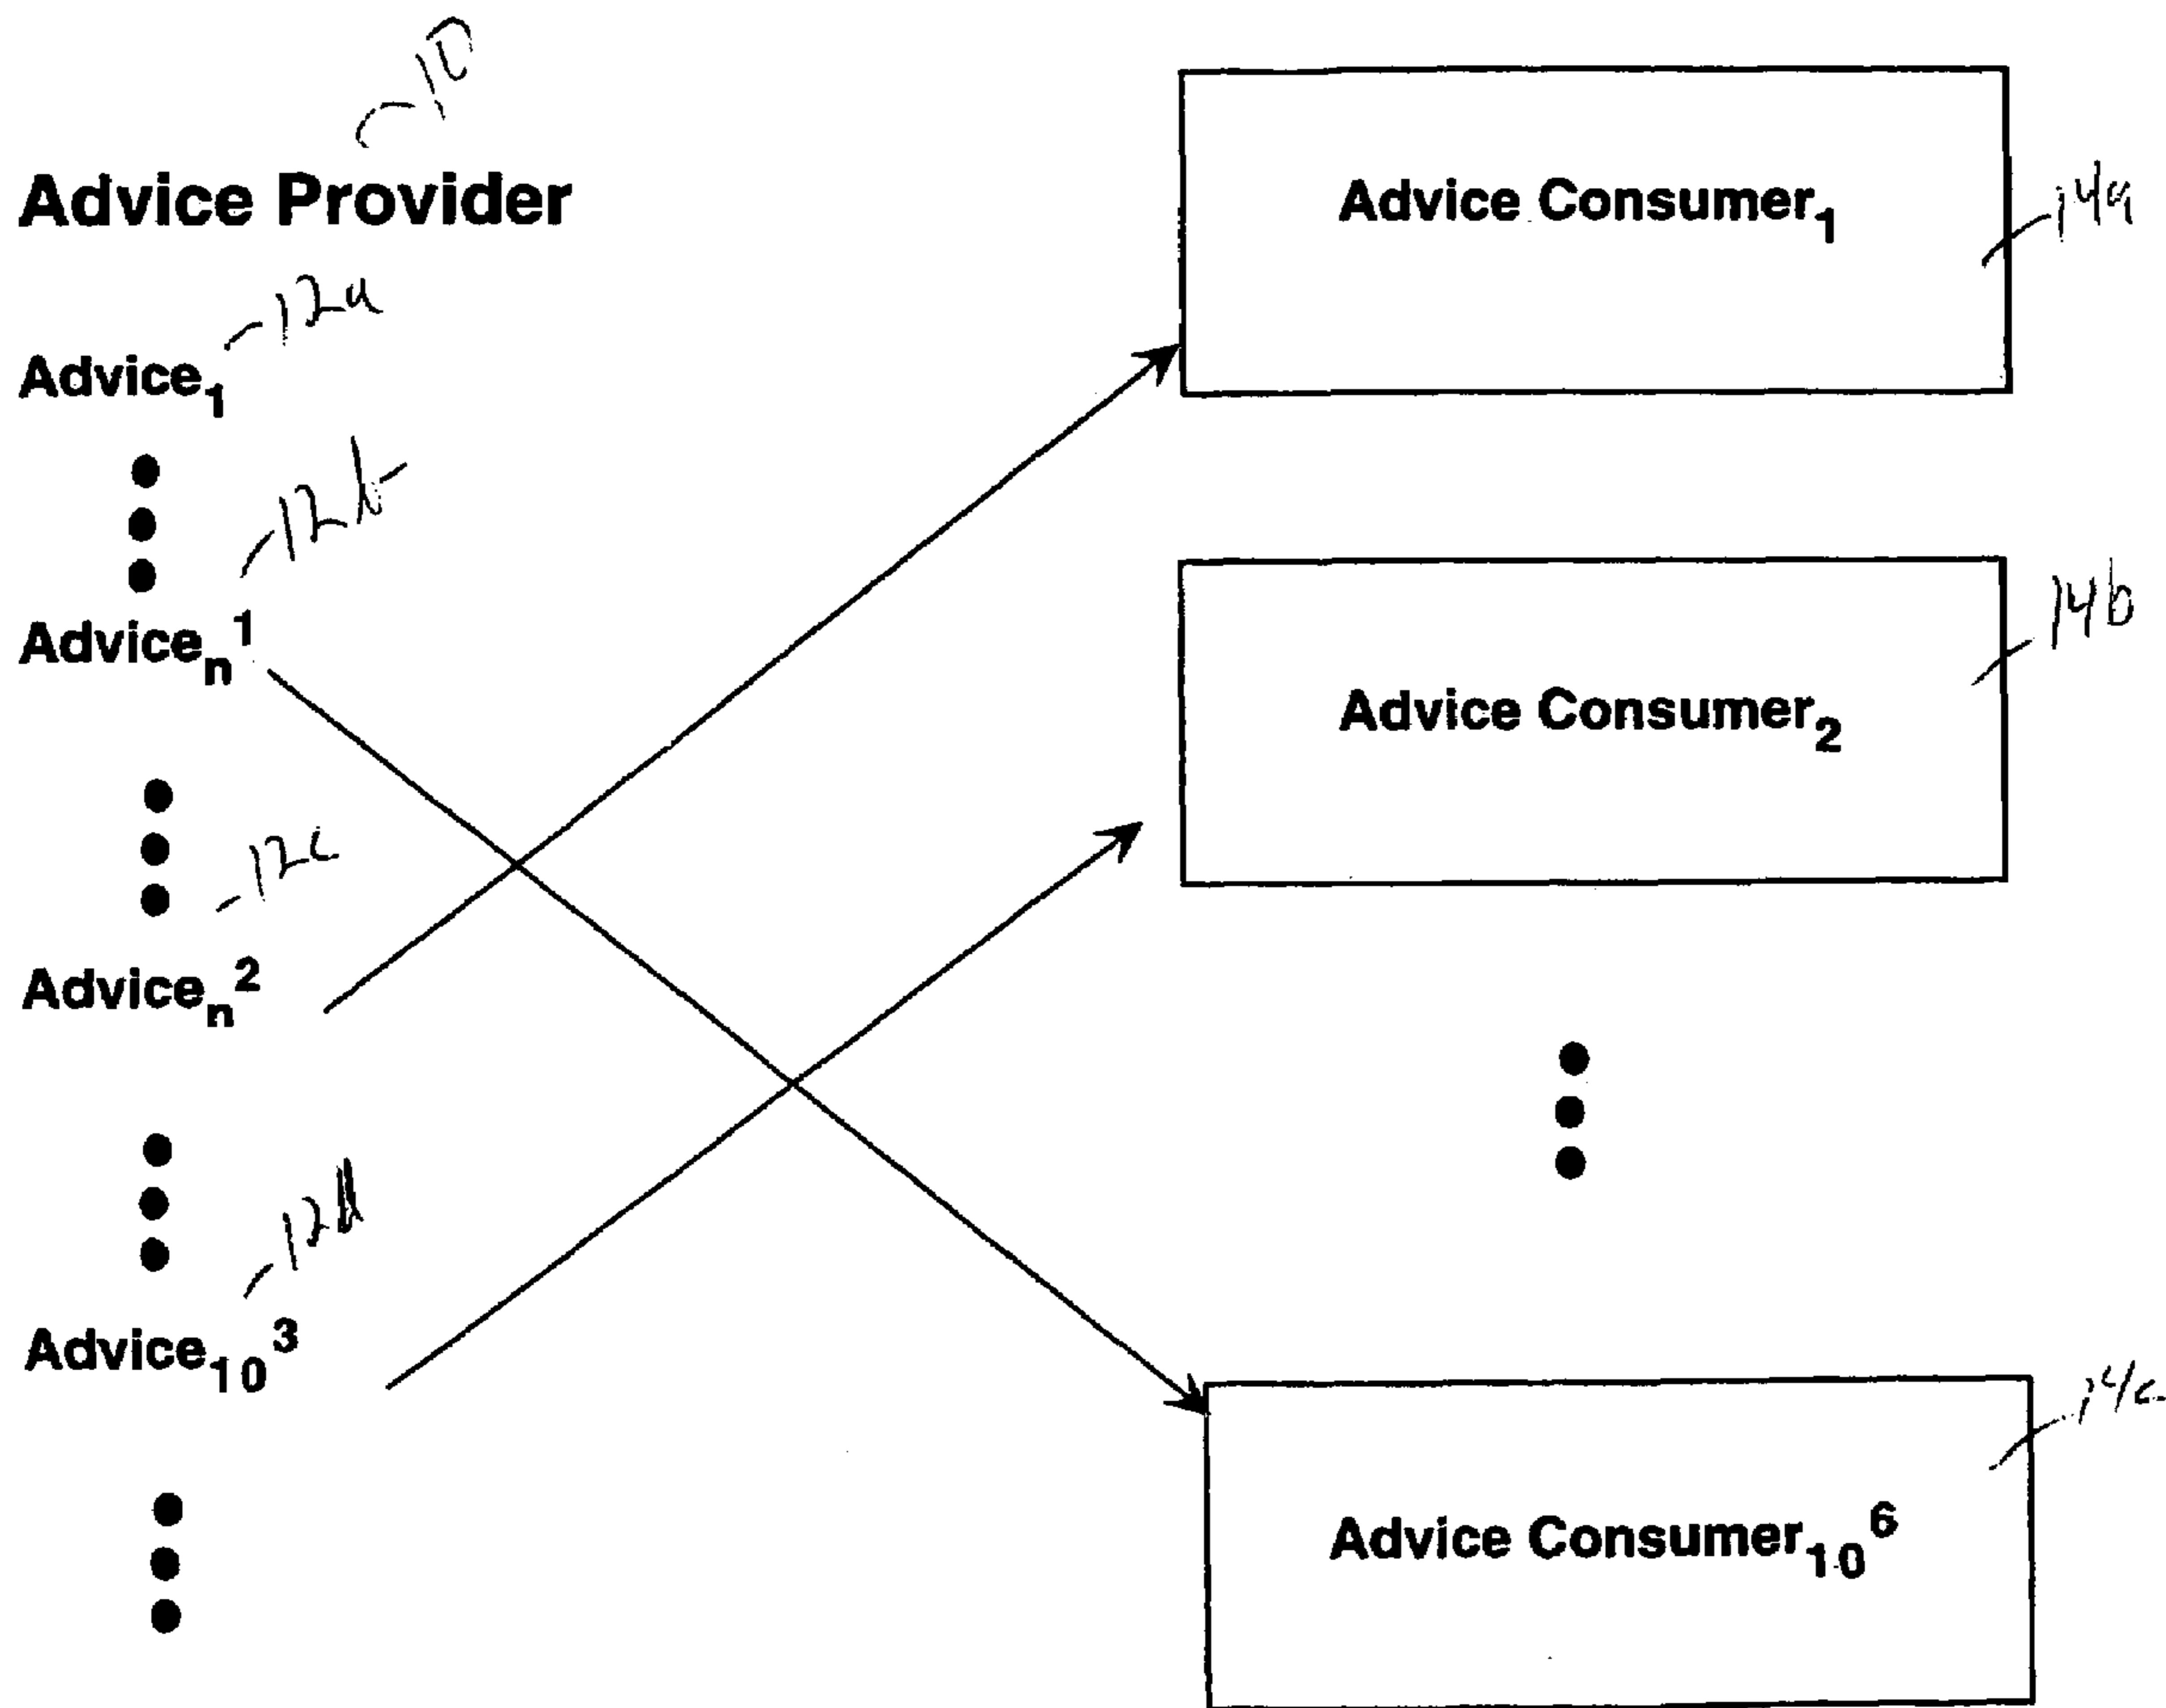 10
Advice Provider
12a
Advice₁
12b
Adviceₙ¹
12c
Adviceₙ²
12d
Advice₁₀³
Advice Consumer₁
14a
Advice Consumer₂
14b
14c
Advice Consumer₁₀⁶